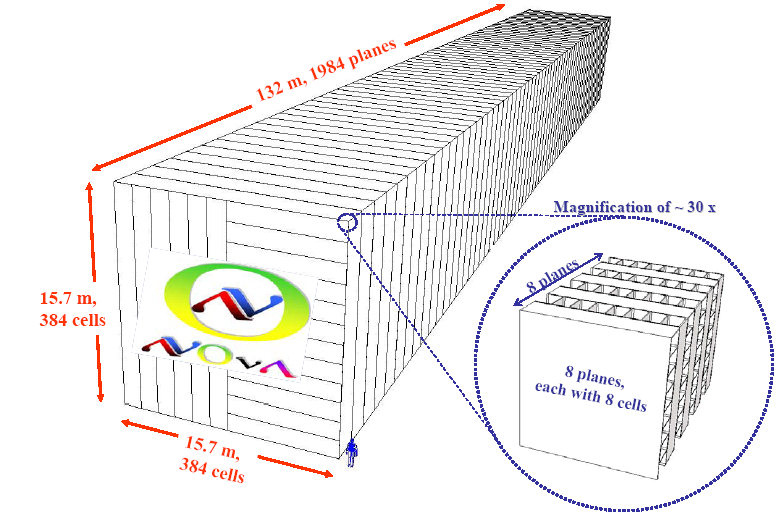 132 m, 1984 planes
Magnification of ~ 30 x
8 planes
15.7 m,
384 cells
8 planes,
each with 8 cells
NOvA
15.7 m,
384 cells